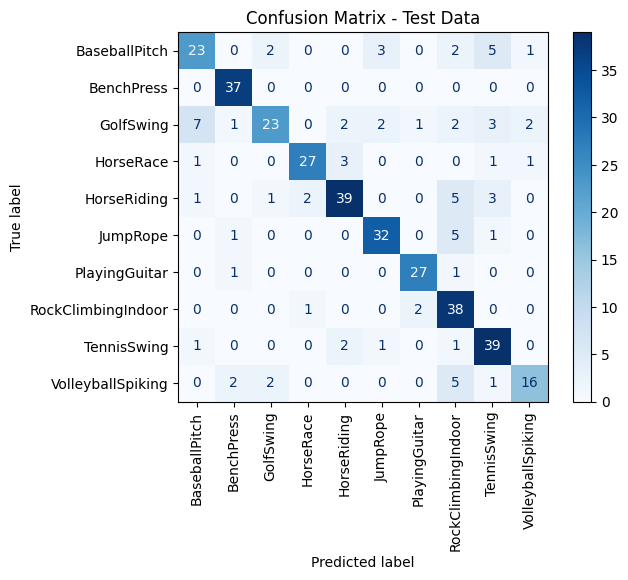 Confusion Matrix - Test Data
True label
BaseballPitch 23 0 2 0 0 3 0 2 5 1
BenchPress 0 37 0 0 0 0 0 0 0 0
GolfSwing 7 1 23 0 2 2 1 2 3 2
HorseRace 1 0 0 27 3 0 0 0 1 1
HorseRiding 1 0 1 2 39 0 0 5 3 0
JumpRope 0 1 0 0 0 32 0 5 1 0
PlayingGuitar 0 1 0 0 0 0 27 1 0 0
RockClimbingIndoor 0 0 0 1 0 0 2 38 0 0
TennisSwing 1 0 0 0 2 1 0 1 39 0
VolleyballSpiking 0 2 2 0 0 0 0 5 1 16
BaseballPitch
BenchPress
GolfSwing
HorseRace
HorseRiding
JumpRope
PlayingGuitar
RockClimbingIndoor
TennisSwing
VolleyballSpiking
Predicted label
35
30
25
20
15
10
5
0